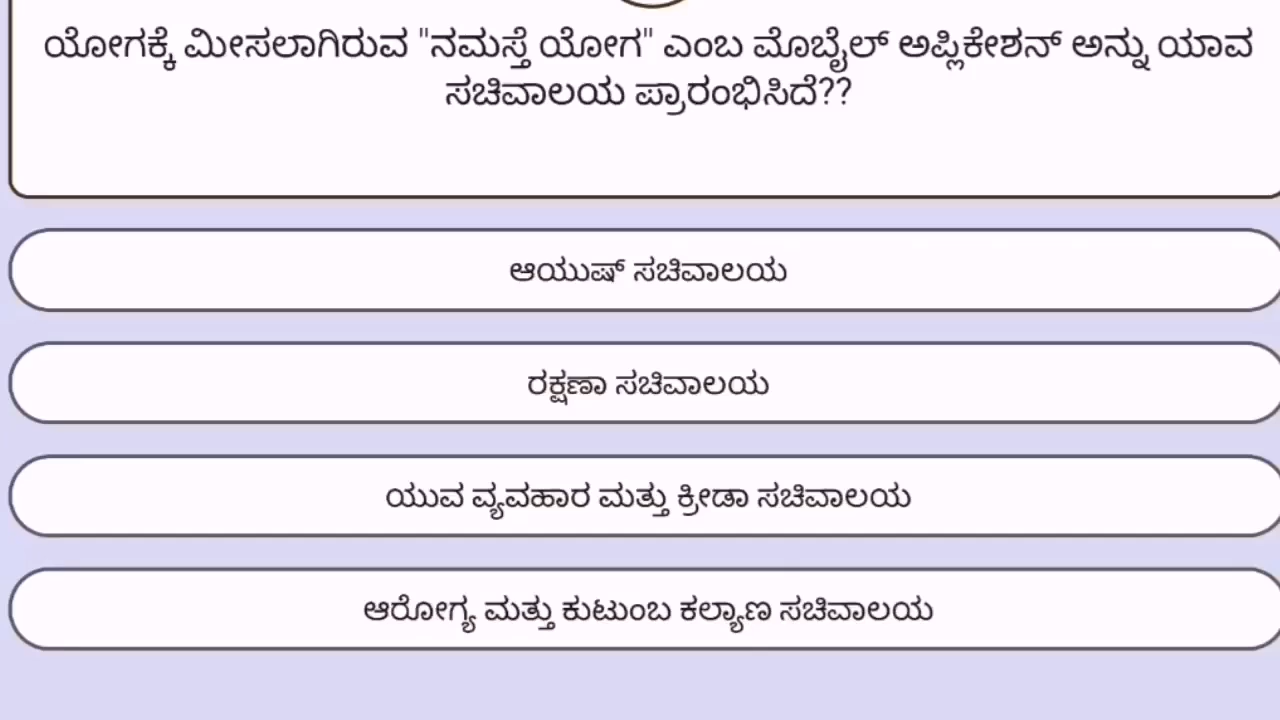 ಯೋಗಕ್ಕೆ ಮೀಸಲಾಗಿರುವ "ನಮಸ್ತೆ ಯೋಗ" ಎಂಬ ಮೊಬೈಲ್ ಅಪ್ಲಿಕೇಶನ್ ಅನ್ನು ಯಾವ
ಸಚಿವಾಲಯ ಪ್ರಾರಂಭಿಸಿದೆ??
ಆಯುಷ್ ಸಚಿವಾಲಯ
ರಕ್ಷಣಾ ಸಚಿವಾಲಯ
ಯುವ ವ್ಯವಹಾರ ಮತ್ತು ಕ್ರೀಡಾ ಸಚಿವಾಲಯ
ಆರೋಗ್ಯ ಮತ್ತು ಕುಟುಂಬ ಕಲ್ಯಾಣ ಸಚಿವಾಲಯ